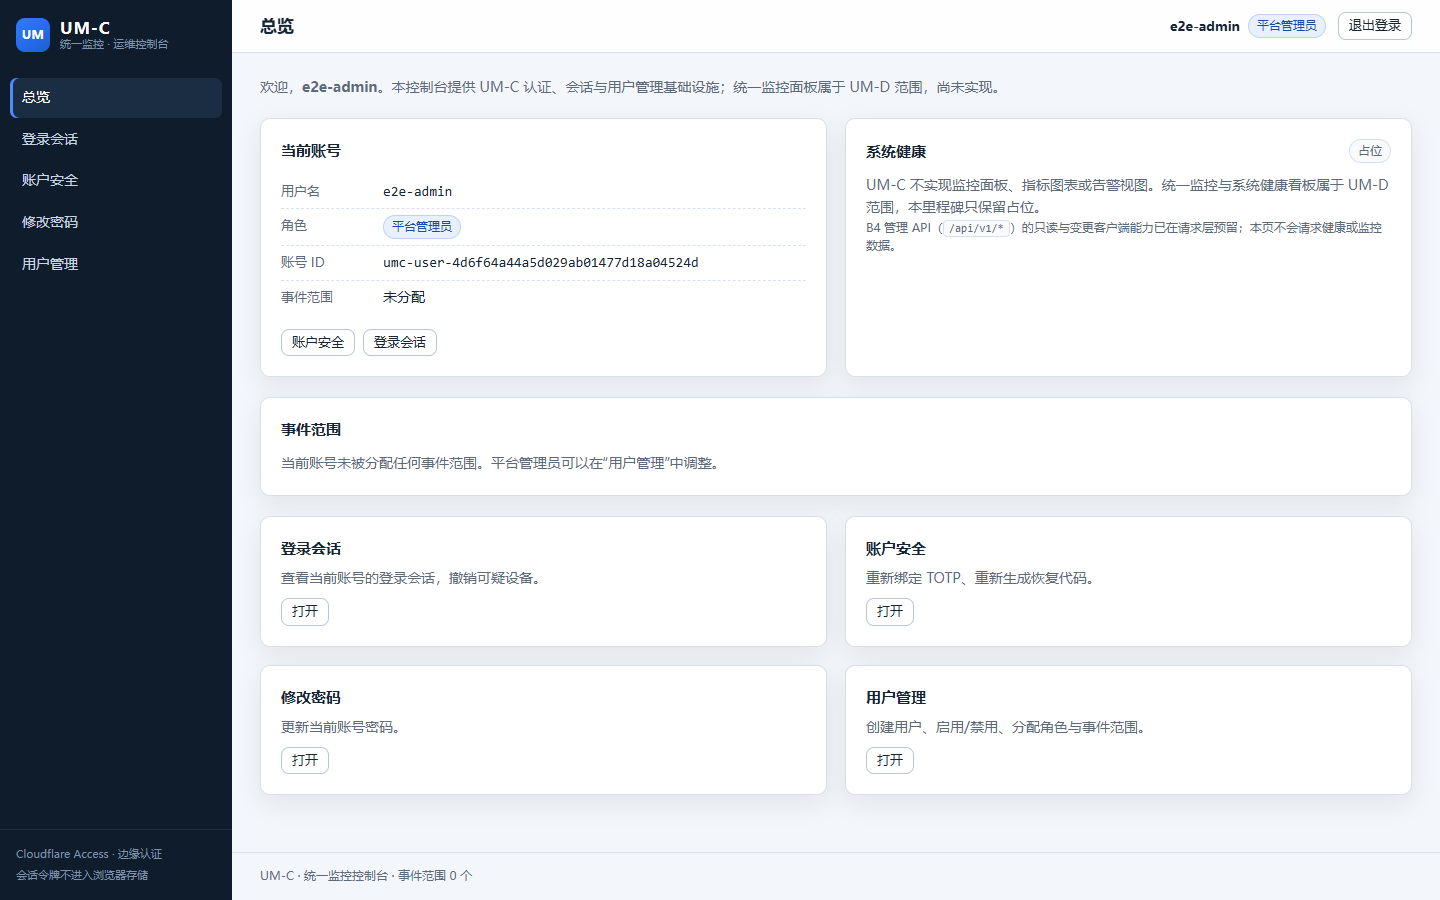 UM
UM-C
统一监控 · 运维控制台
总览
登录会话
账户安全
修改密码
用户管理
Cloudflare Access · 边缘认证
会话令牌不进入浏览器存储
总览
e2e-admin
平台管理员
退出登录
欢迎，e2e-admin。本控制台提供 UM-C 认证、会话与用户管理基础设施；统一监控面板属于 UM-D 范围，尚未实现。
当前账号
用户名 e2e-admin
角色 平台管理员
账号 ID umc-user-4d6f64a44a5d029ab01477d18a04524d
事件范围 未分配
账户安全
登录会话
系统健康
占位
UM-C 不实现监控面板、指标图表或告警视图。统一监控与系统健康看板属于 UM-D
范围，本里程碑只保留占位。
B4 管理 API（/api/v1/*）的只读与变更客户端能力已在请求层预留；本页不会请求健康或监控
数据。
事件范围
当前账号未被分配任何事件范围。平台管理员可以在“用户管理”中调整。
登录会话
查看当前账号的登录会话，撤销可疑设备。
打开
账户安全
重新绑定 TOTP、重新生成恢复代码。
打开
修改密码
更新当前账号密码。
打开
用户管理
创建用户、启用/禁用、分配角色与事件范围。
打开
UM-C · 统一监控控制台 · 事件范围 0 个